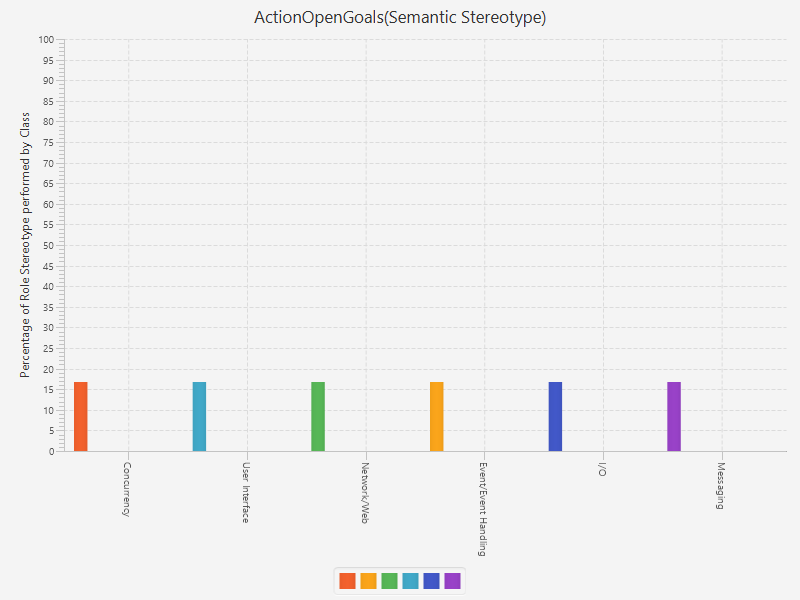 ActionOpenGoals(Semantic Stereotype)
Percentage of Role Stereotype performed by Class
100
95
90
85
80
75
70
65
60
55
50
45
40
35
30
25
20
15
10
5
0
Concurrency
User Interface
Network/Web
Event/Event Handling
I/O
Messaging